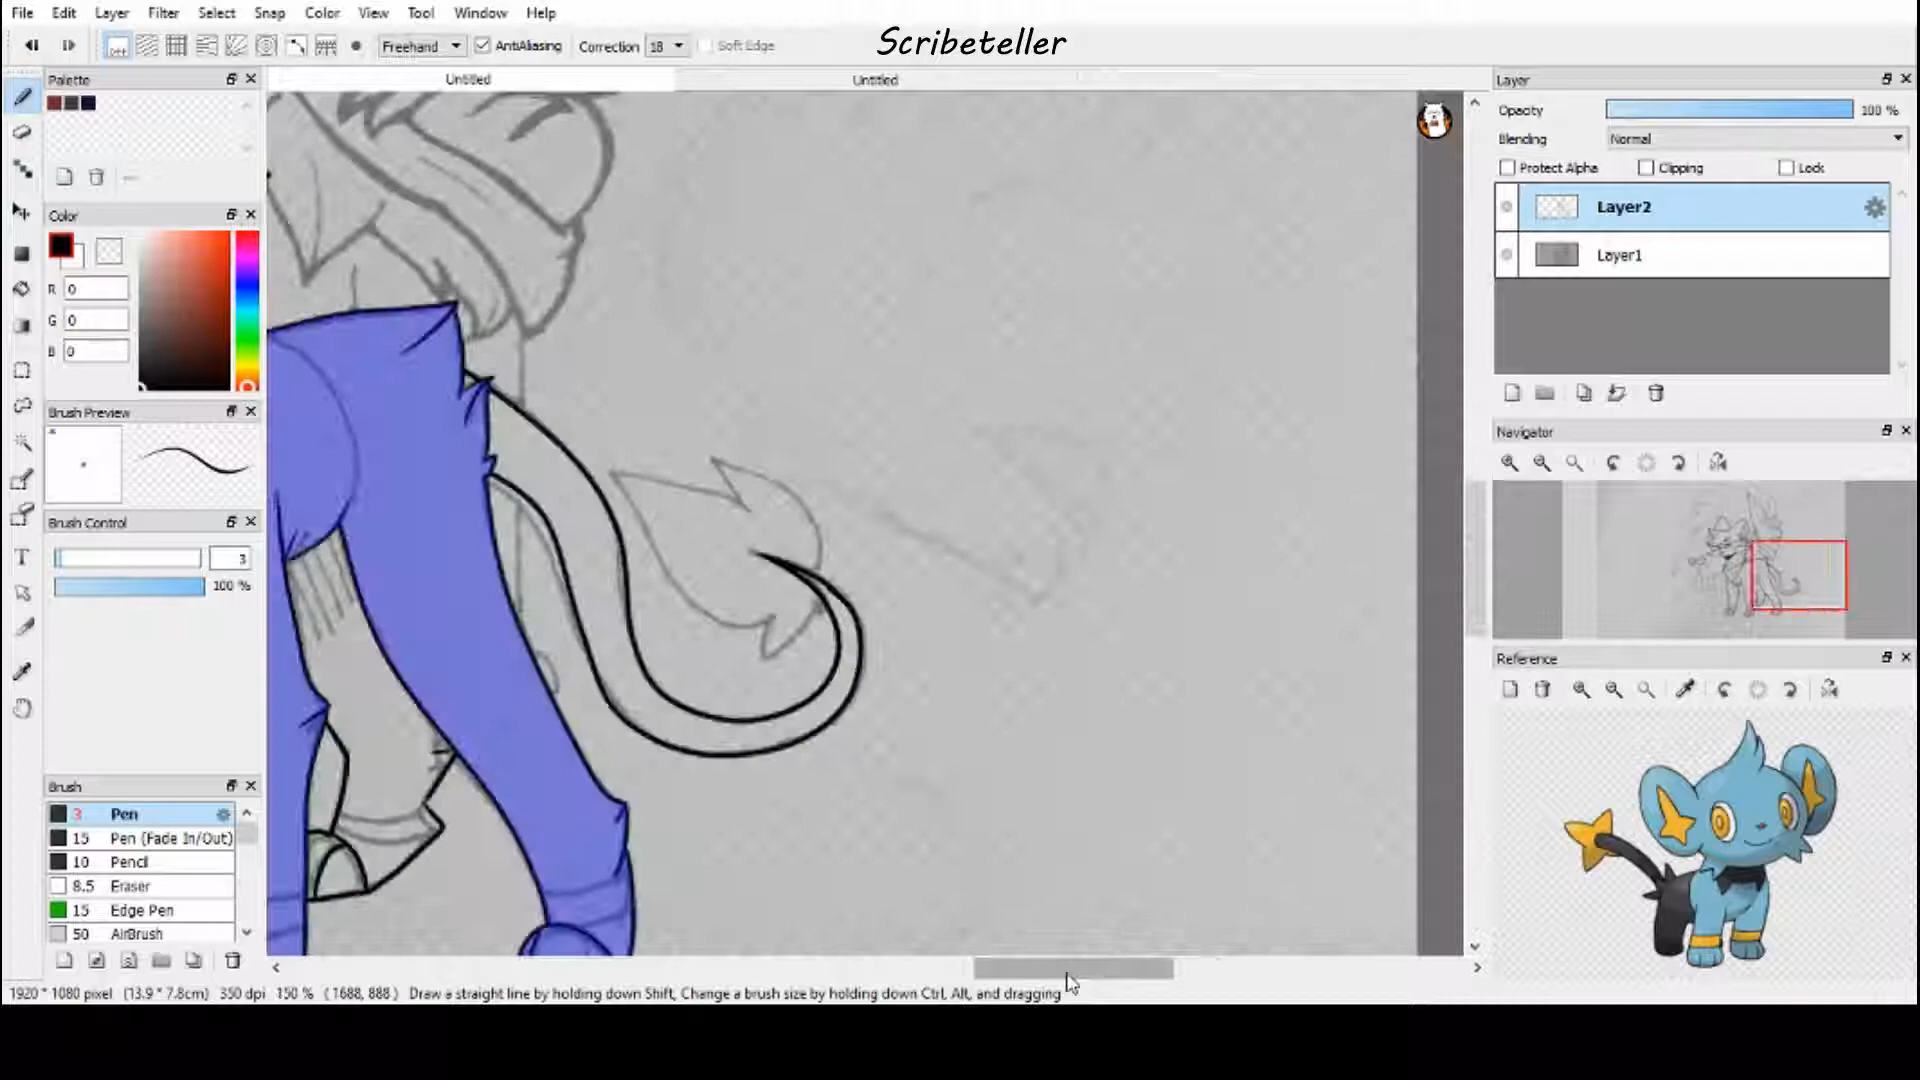 File Edit Layer Filter Select Snap Color View Tool Window Help
Freehand AntiAliasing Correction 18 Soft Edge
Scribeteller
Untitled Untitled
Palette
Color
R 0
G 0
B 0
Brush Preview
Brush Control
3
100 %
Brush
3 Pen
15 Pen (Fade In/Out)
10 Pencil
8.5 Eraser
15 Edge Pen
50 AirBrush
Layer
Opacity 100 %
Blending Normal
Protect Alpha Clipping Lock
Layer2
Layer1
Navigator
Reference
1920 * 1080 pixel (13.9 * 7.8cm) 350 dpi 150 % ( 1688, 888 ) Draw a straight line by holding down Shift, Change a brush size by holding down Ctrl, Alt, and dragging